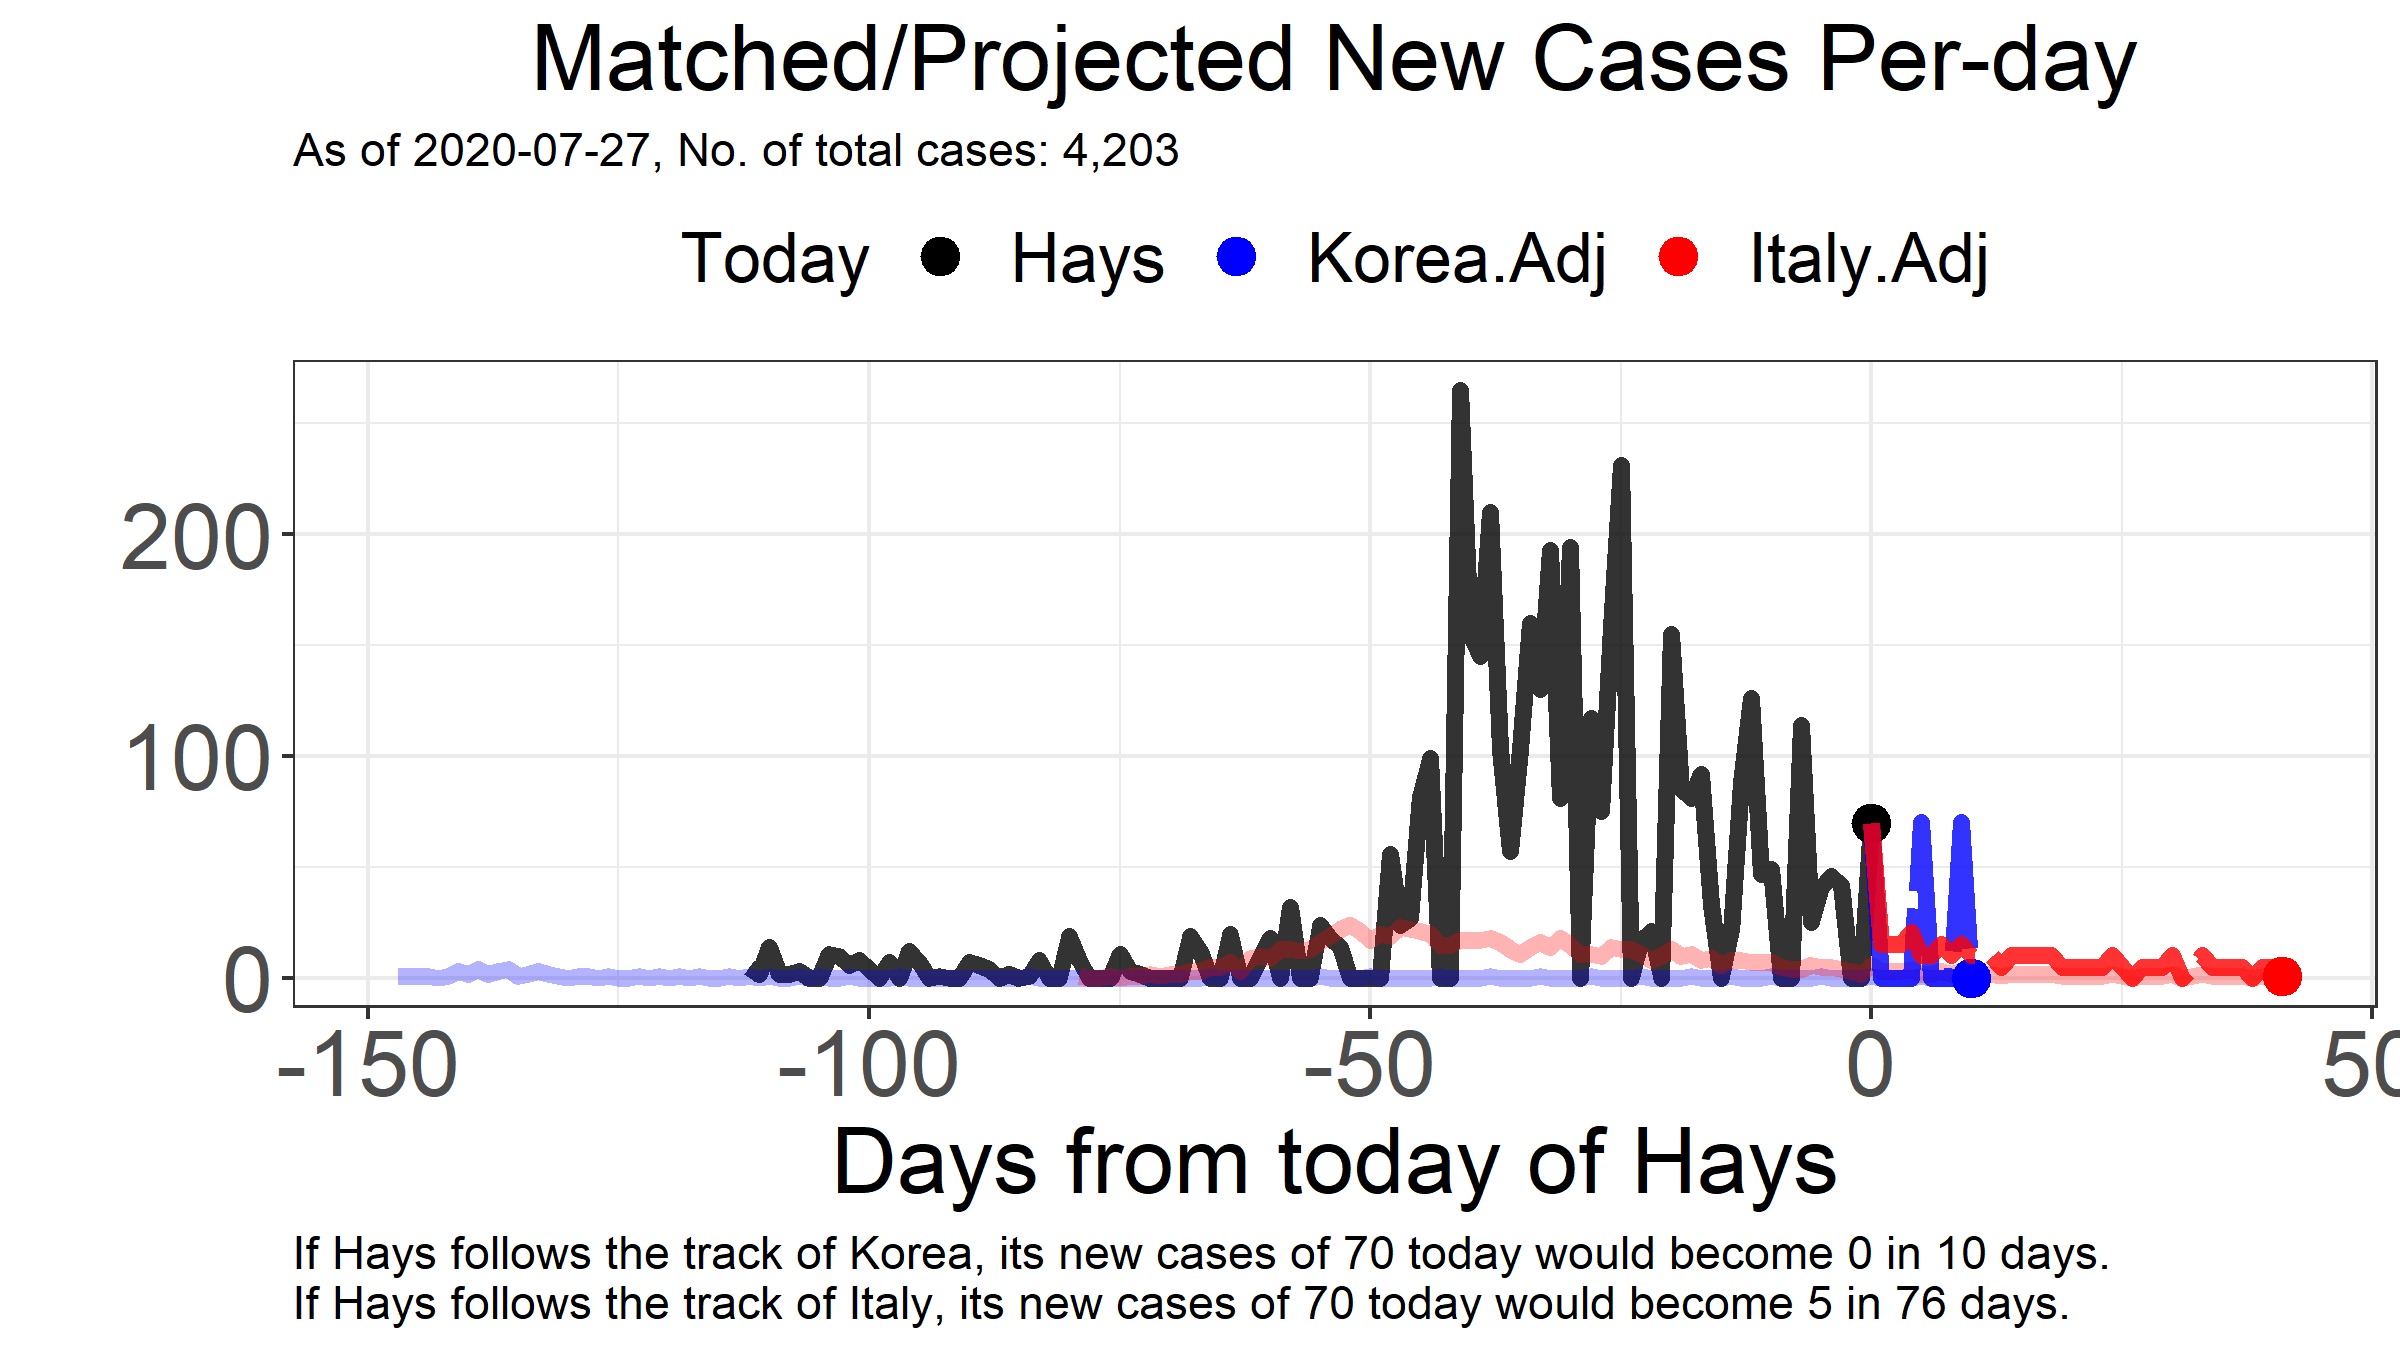 Matched/Projected New Cases Per-day
As of 2020-07-27, No. of total cases: 4,203
Today Hays Korea.Adj Italy.Adj
200
100
0
-150 -100 -50 0 50
Days from today of Hays
If Hays follows the track of Korea, its new cases of 70 today would become 0 in 10 days.
If Hays follows the track of Italy, its new cases of 70 today would become 5 in 76 days.